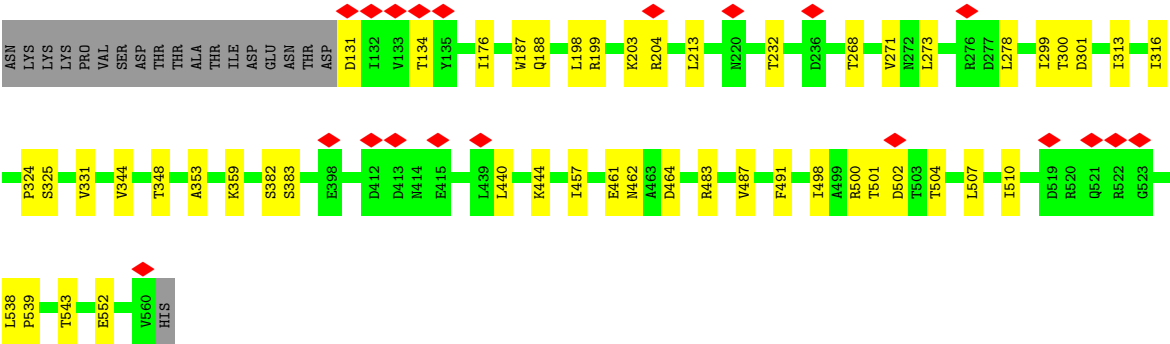 ASN LYS LYS LYS PRO VAL SER ASP THR THR ALA THR ILE ASP GLU ASN THR ASP D131 I132 V133 T134 Y135 I176 W187 Q188 L198 R199 K203 R204 L213 N220 T232 D236 T268 V271 N272 L273 R276 D277 L278 I299 T300 D301 I313 I316
P324 S325 V331 V344 T348 A353 K359 S382 S383 E398 D412 D413 N414 E415 L439 L440 K444 I457 E461 N462 A463 D464 R483 V487 F491 I498 A499 R500 T501 D502 T503 T504 L507 I510 D519 R520 Q521 R522 G523
L538 P539 T543 E552 V560 HIS